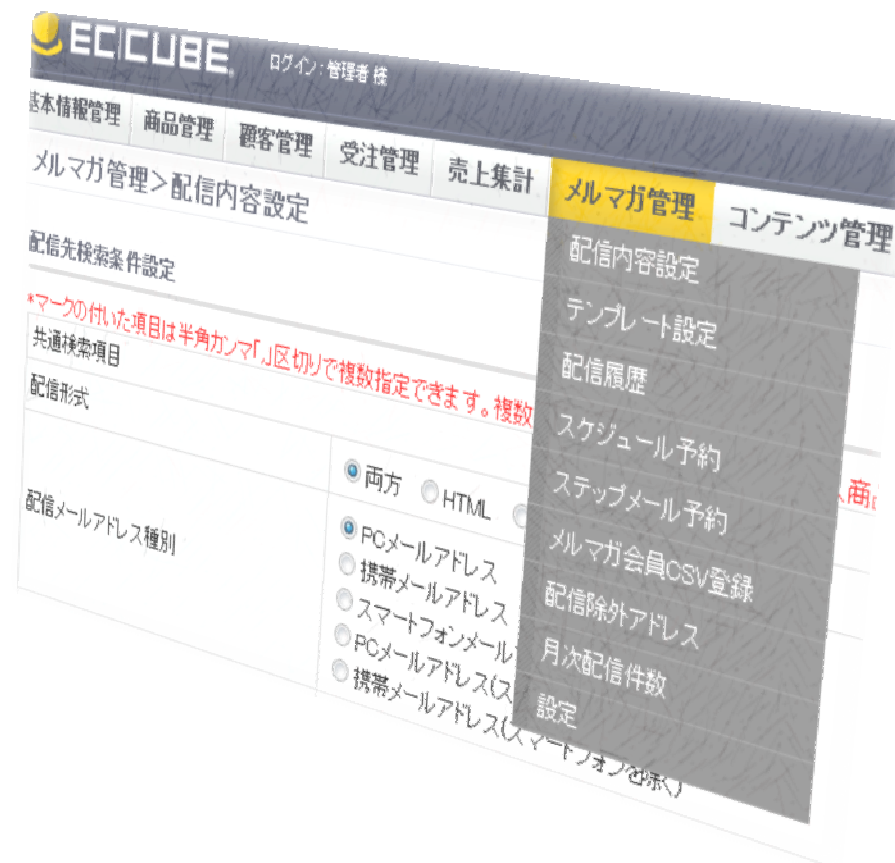 EC CUBE ログイン : 管理者 様
基本情報管理 商品管理 顧客管理 受注管理 売上集計 メルマガ管理 コンテンツ管理
メルマガ管理＞配信内容設定
配信先検索条件設定
*マークの付いた項目は半角カンマ「,」区切りで複数指定できます。複数
、商
共通検索項目
配信形式
両方 HTML
配信メールアドレス種別
PCメールアドレス
携帯メールアドレス
スマートフォンメール
PCメールアドレス(ス
携帯メールアドレス(スマートフォンを除く)
配信内容設定
テンプレート設定
配信履歴
スケジュール予約
ステップメール予約
メルマガ会員CSV登録
配信除外アドレス
月次配信件数
設定